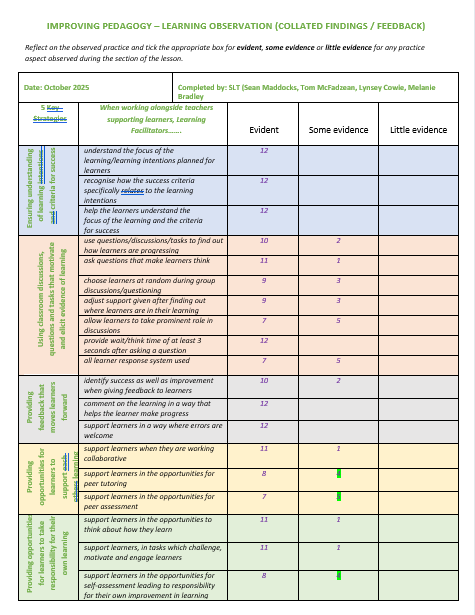 IMPROVING PEDAGOGY – LEARNING OBSERVATION (COLLATED FINDINGS / FEEDBACK)
Reflect on the observed practice and tick the appropriate box for evident, some evidence or little evidence for any practice
aspect observed during the section of the lesson.
Date: October 2025
Completed by: SLT (Sean Maddocks, Tom McFadzean, Lynsey Cowie, Melanie
Bradley
5 Key
Strategies
When working alongside teachers
supporting learners, Learning
Facilitators……
Evident
Some evidence
Little evidence
Ensuring understanding
of learning intentions
and criteria for success
understand the focus of the
learning/learning intentions planned for
learners
12
recognise how the success criteria
specifically relates to the learning
intentions
12
help the learners understand the
focus of the learning and the criteria
for success
12
Using classroom discussions,
questions and tasks that motivate
and elicit evidence of learning
use questions/discussions/tasks to find out
how learners are progressing
10
2
ask questions that make learners think
11
1
choose learners at random during group
discussions/questioning
9
3
adjust support given after finding out
where learners are in their learning
9
3
allow learners to take prominent role in
discussions
7
5
provide wait/think time of at least 3
seconds after asking a question
12
all learner response system used
7
5
Providing
feedback that
moves learners
forward
identify success as well as improvement
when giving feedback to learners
10
2
comment on the learning in a way that
helps the learner make progress
12
support learners in a way where errors are
welcome
12
Providing
opportunities for
learners to
support each
others learning
support learners when they are working
collaborative
11
1
support learners in the opportunities for
peer tutoring
8
4
support learners in the opportunities for
peer assessment
7
5
Providing opportunities
for learners to take
responsibility for their
own learning
support learners in the opportunities to
think about how they learn
11
1
support learners, in tasks which challenge,
motivate and engage learners
11
1
support learners in the opportunities for
self-assessment leading to responsibility
for their own improvement in learning
8
4